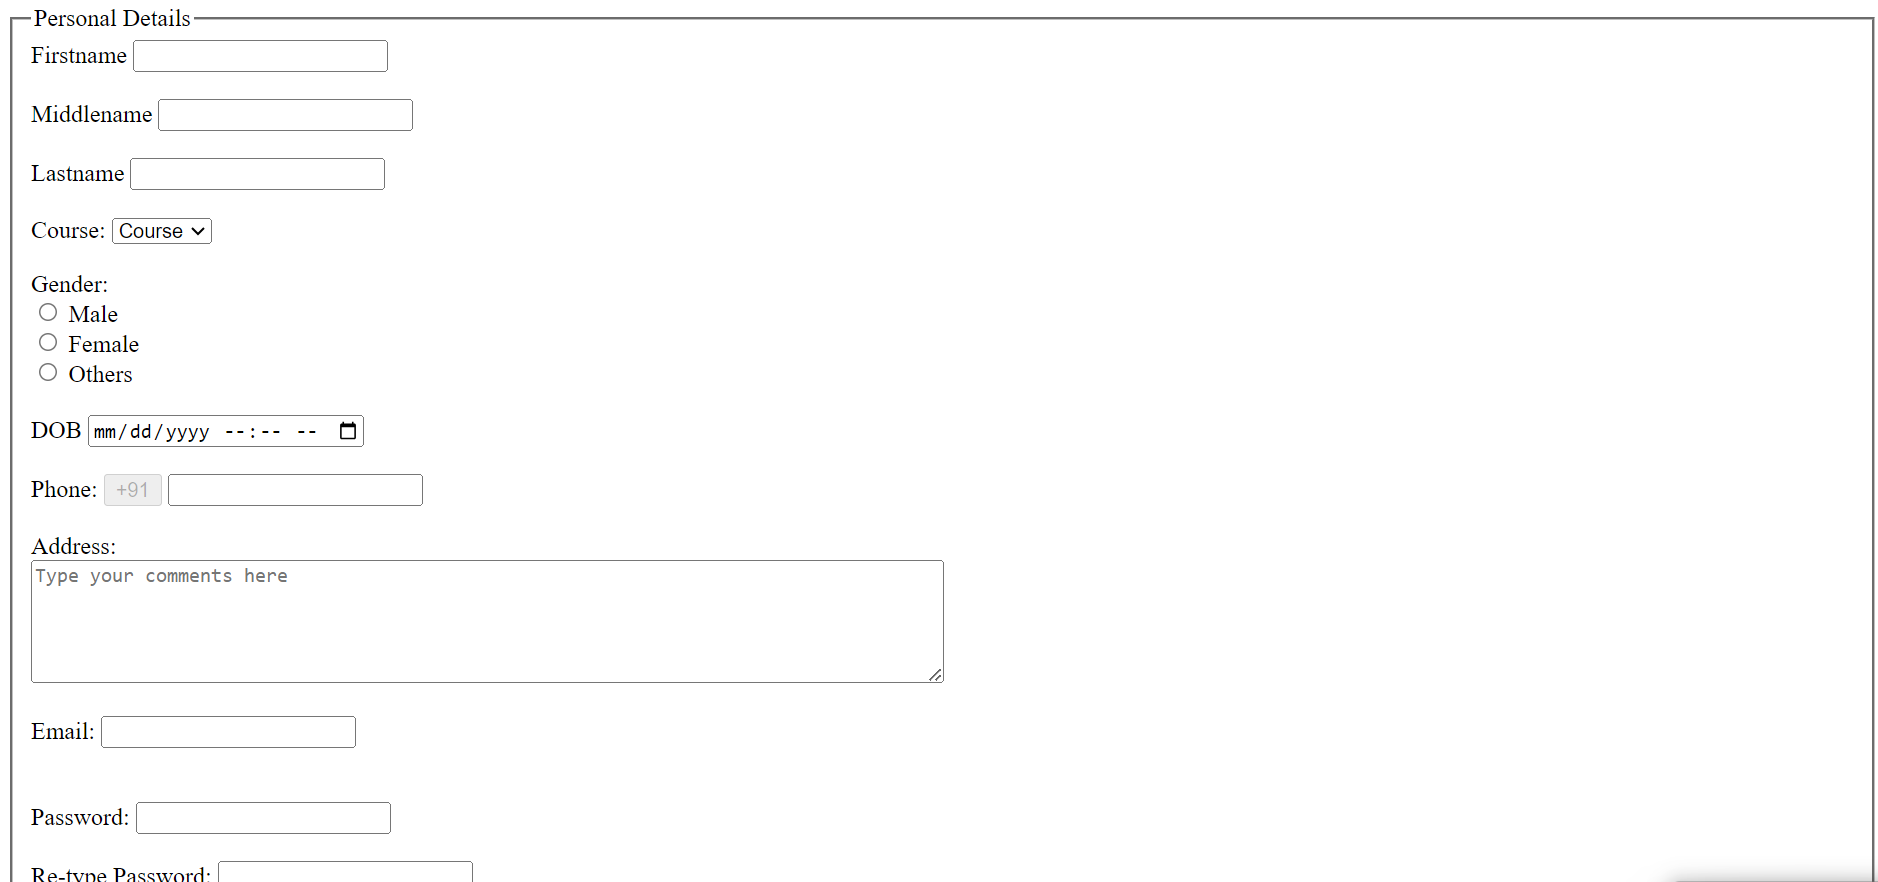 Personal Details
Firstname
Middlename
Lastname
Course: Course
Gender:
Male
Female
Others
DOB mm/dd/yyyy --:-- --
Phone: +91
Address:
Type your comments here
Email:
Password:
Re-type Password: